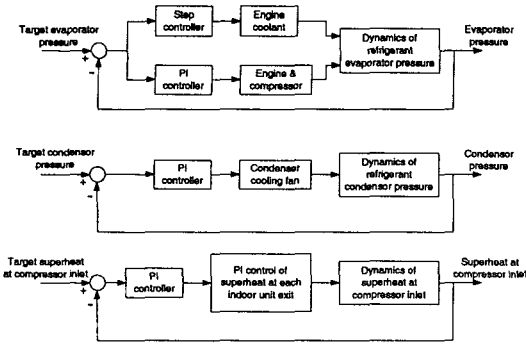 Target evaporator
pressure
+
−
Step
controller
Engine
coolant
PI
controller
Engine &
compressor
Dynamics of
refrigerant
evaporator pressure
Evaporator
pressure
Target condensor
pressure
+
−
PI
controller
Condenser
cooling fan
Dynamics of
refrigerant
condensor pressure
Condensor
pressure
Target superheat
at compressor inlet
+
−
PI
controller
PI control of
superheat at each
indoor unit exit
Dynamics of
superheat at
compressor inlet
Superheat at
compressor inlet